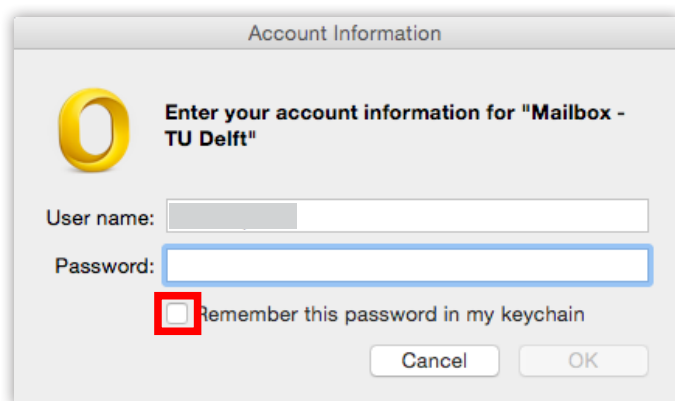 Account Information
Enter your account information for "Mailbox -
TU Delft"
User name:
Password:
Remember this password in my keychain
Cancel
OK